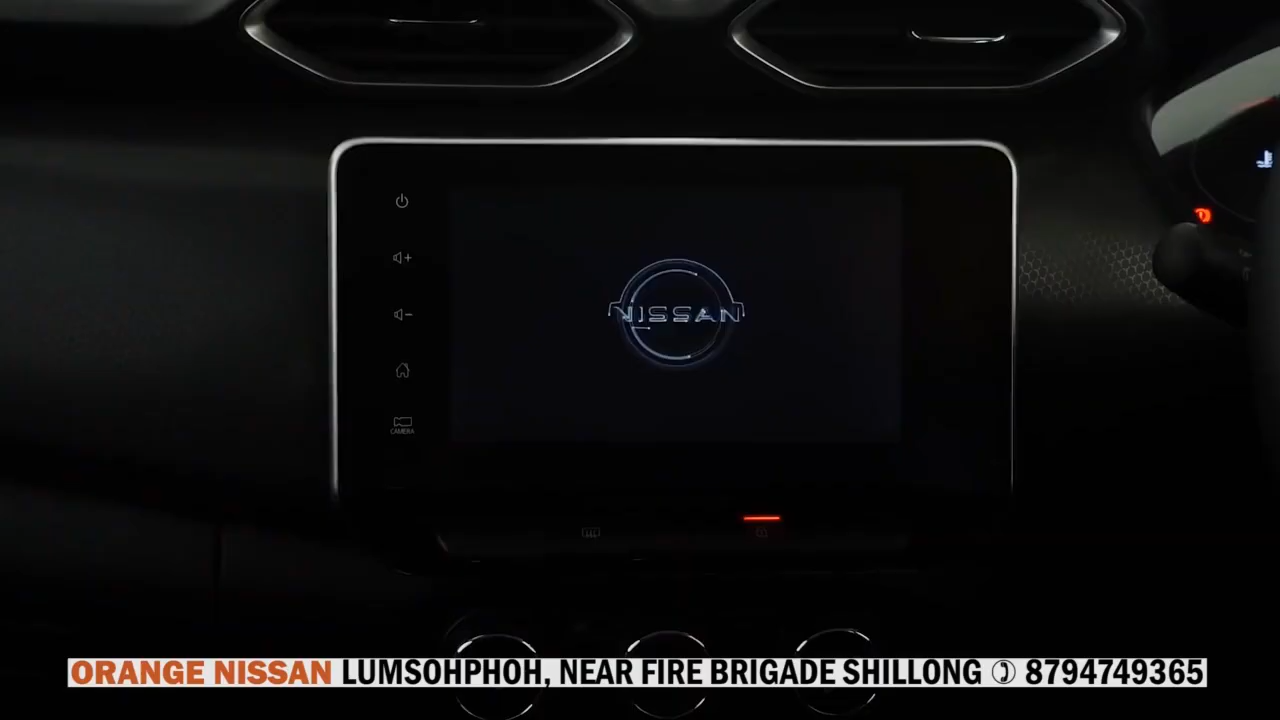 NISSAN
CAMERA
ORANGE NISSAN LUMSOHPHOH, NEAR FIRE BRIGADE SHILLONG ✆ 8794749365